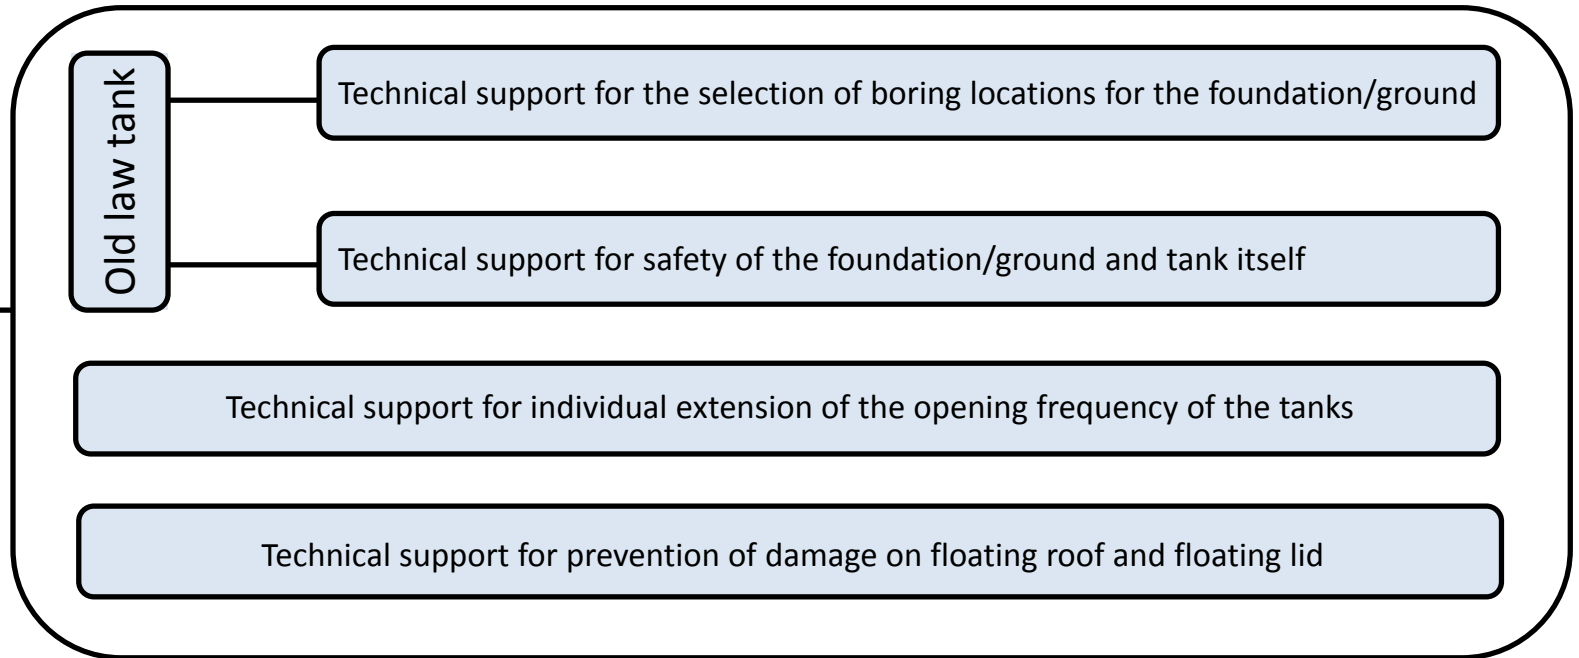 Old law tank
Technical support for the selection of boring locations for the foundation/ground
Technical support for safety of the foundation/ground and tank itself
Technical support for individual extension of the opening frequency of the tanks
Technical support for prevention of damage on floating roof and floating lid